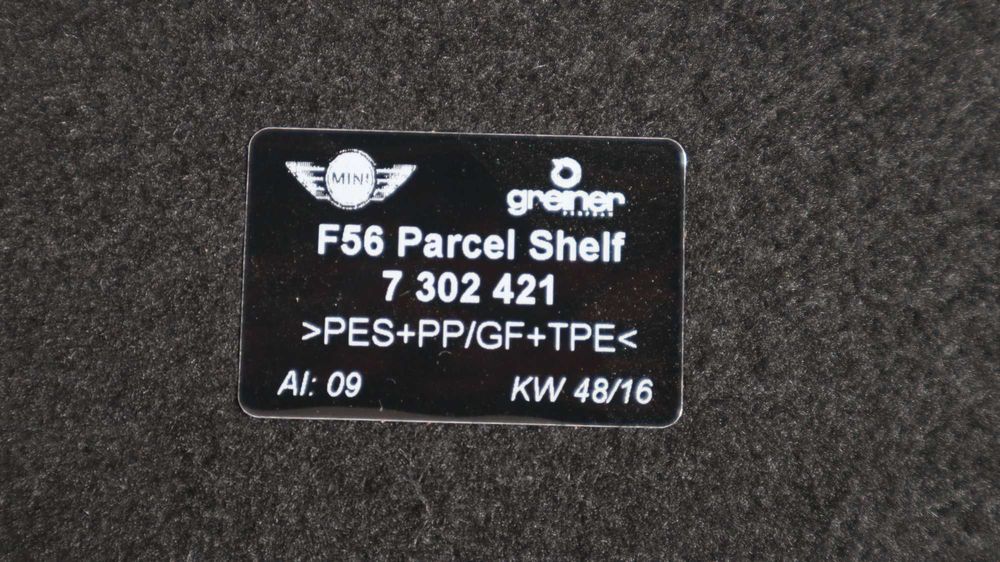 MINI
greiner
F56 Parcel Shelf
7 302 421
>PES+PP/GF+TPE<
AI: 09
KW 48/16